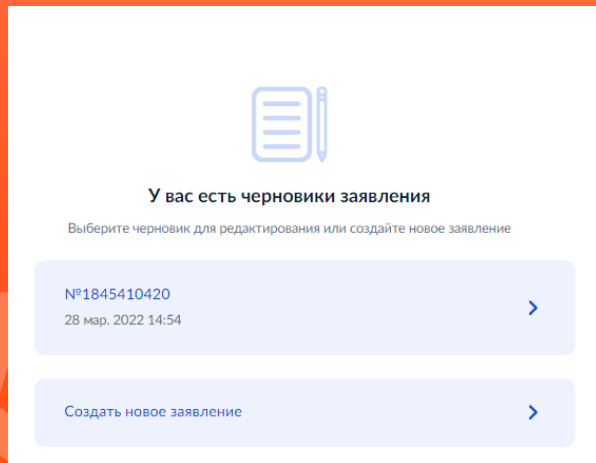 У вас есть черновики заявления
Выберите черновик для редактирования или создайте новое заявление
№1845410420
28 мар. 2022 14:54
Создать новое заявление